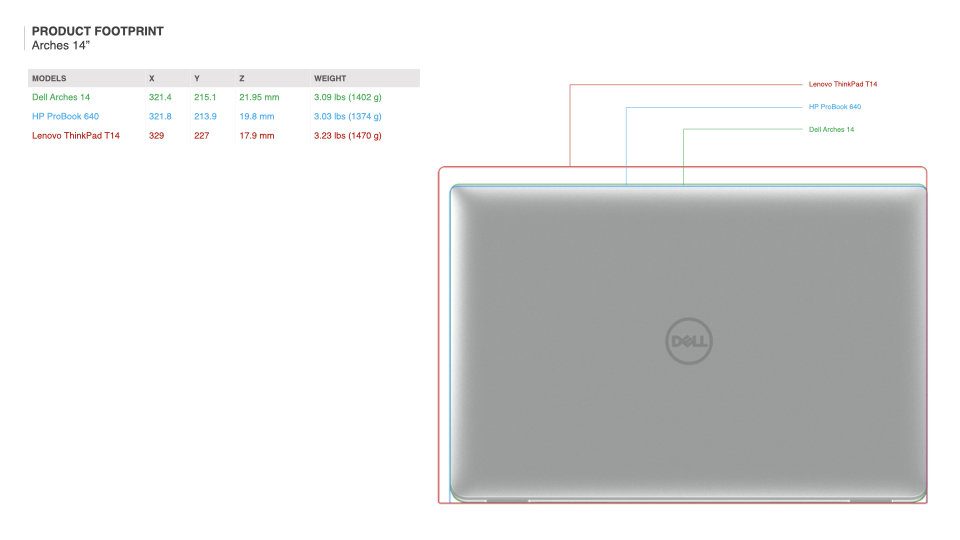 PRODUCT FOOTPRINT
Arches 14”
MODELS X Y Z WEIGHT
Dell Arches 14 321.4 215.1 21.95 mm 3.09 lbs (1402 g)
HP ProBook 640 321.8 213.9 19.8 mm 3.03 lbs (1374 g)
Lenovo ThinkPad T14 329 227 17.9 mm 3.23 lbs (1470 g)
Lenovo ThinkPad T14
HP ProBook 640
Dell Arches 14
DELL